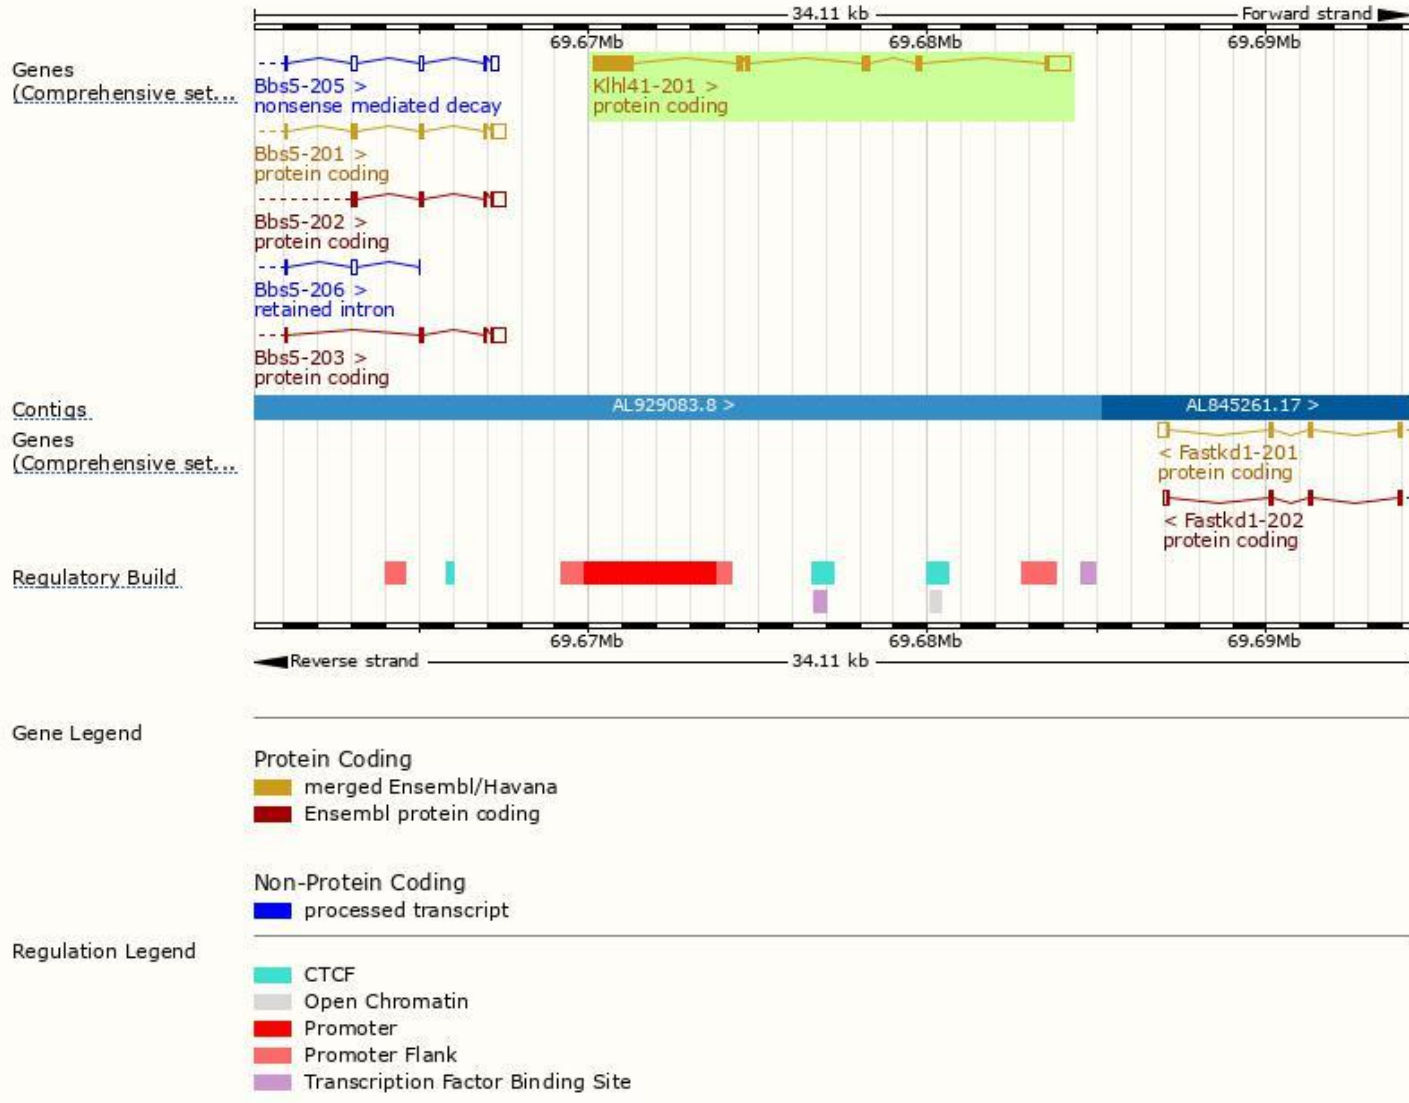 34.11 kb
Forward strand
69.67Mb 69.68Mb 69.69Mb
Genes
(Comprehensive set...
Bbs5-205 >
nonsense mediated decay
Klhl41-201 >
protein coding
Bbs5-201 >
protein coding
Bbs5-202 >
protein coding
Bbs5-206 >
retained intron
Bbs5-203 >
protein coding
Contigs
AL929083.8 >
AL845261.17 >
Genes
(Comprehensive set...
< Fastkd1-201
protein coding
< Fastkd1-202
protein coding
Regulatory Build
69.67Mb 69.68Mb 69.69Mb
Reverse strand
34.11 kb
Gene Legend
Protein Coding
merged Ensembl/Havana
Ensembl protein coding
Non-Protein Coding
processed transcript
Regulation Legend
CTCF
Open Chromatin
Promoter
Promoter Flank
Transcription Factor Binding Site